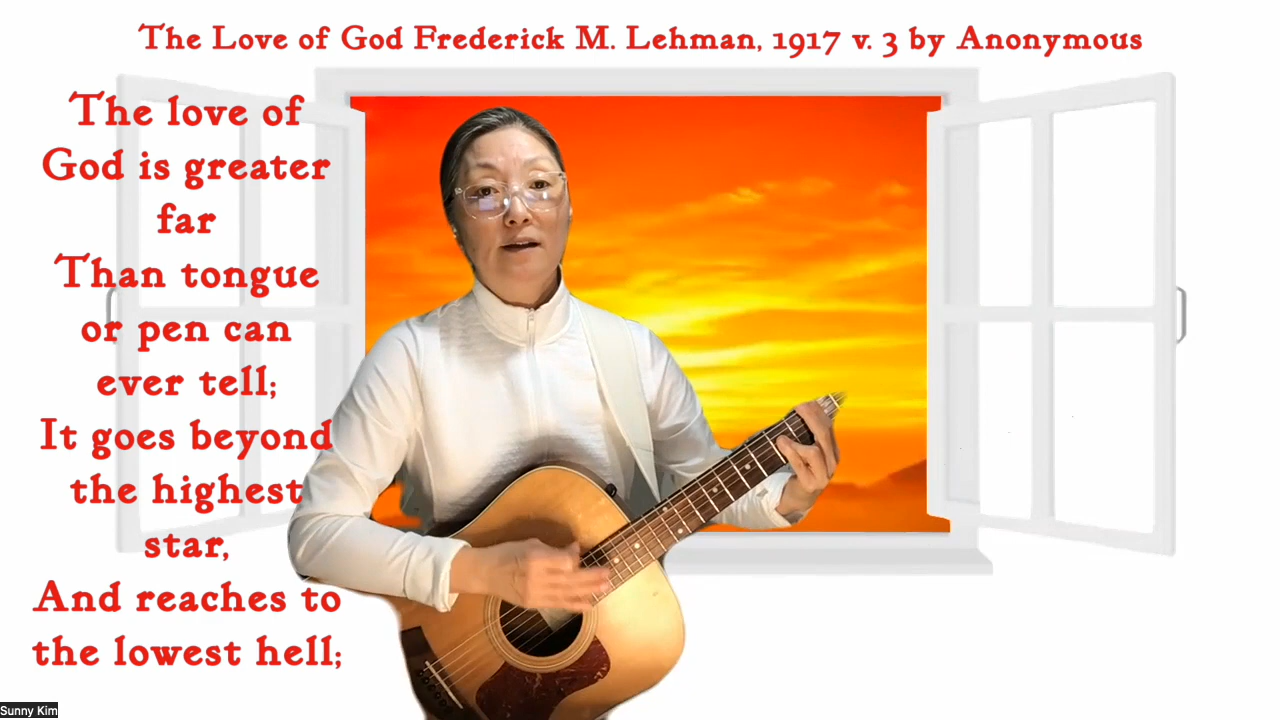 The Love of God Frederick M. Lehman, 1917 v. 3 by Anonymous
The love of
God is greater
far
Than tongue
or pen can
ever tell;
It goes beyond
the highest
star,
And reaches to
the lowest hell;
Sunny Kim